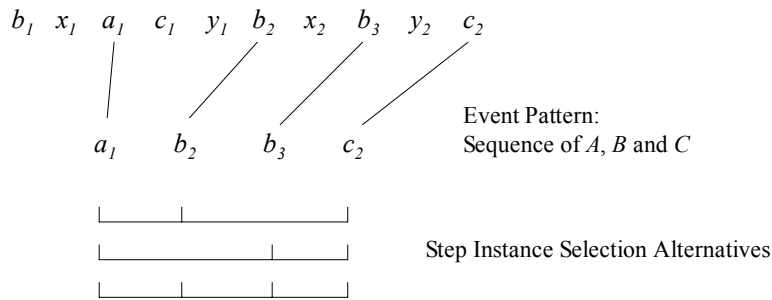 b₁ x₁ a₁ c₁ y₁ b₂ x₂ b₃ y₂ c₂
Event Pattern:
a₁ b₂ b₃ c₂
Sequence of A, B and C
Step Instance Selection Alternatives